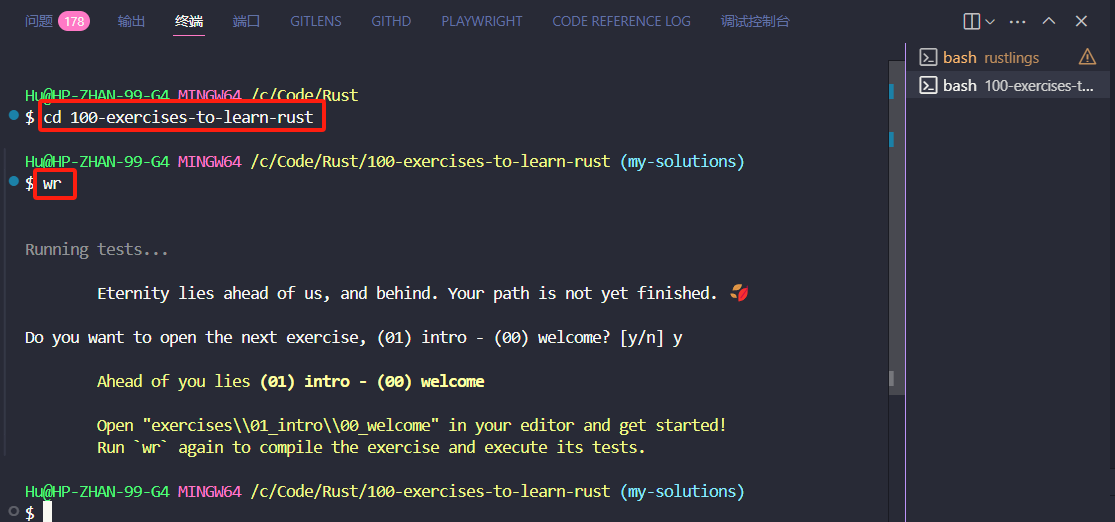 问题 178 输出 终端 端口 GITLENS GITHD PLAYWRIGHT CODE REFERENCE LOG 调试控制台
bash rustlings
bash 100-exercises-to-l...
Hu@HP-ZHAN-99-G4 MINGW64 /c/Code/Rust
$ cd 100-exercises-to-learn-rust
Hu@HP-ZHAN-99-G4 MINGW64 /c/Code/Rust/100-exercises-to-learn-rust (my-solutions)
$ wr
Running tests...
Eternity lies ahead of us, and behind. Your path is not yet finished. 🍂
Do you want to open the next exercise, (01) intro - (00) welcome? [y/n] y
Ahead of you lies (01) intro - (00) welcome
Open "exercises\\01_intro\\00_welcome" in your editor and get started!
Run `wr` again to compile the exercise and execute its tests.
Hu@HP-ZHAN-99-G4 MINGW64 /c/Code/Rust/100-exercises-to-learn-rust (my-solutions)
$